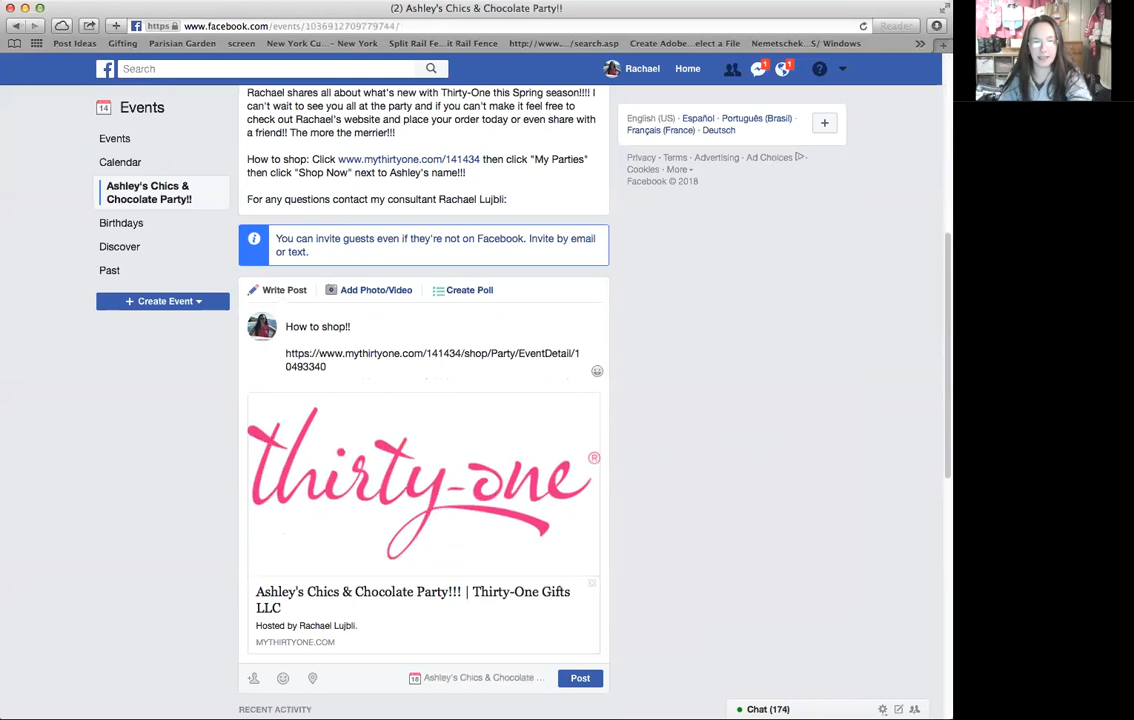 (2) Ashley's Chics & Chocolate Party!!
https www.facebook.com/events/1036912709779744/
Reader
Post Ideas Gifting Parisian Garden screen New York Cu... - New York Split Rail Fe...it Rail Fence http://www.../search.asp Create Adobe...elect a File Nemetschek...S/ Windows
Search
Rachael Home 1 1
14 Events
Events
Calendar
Ashley's Chics &
Chocolate Party!!
Birthdays
Discover
Past
+ Create Event
Rachael shares all about what's new with Thirty-One this Spring season!!!! I
can't wait to see you all at the party and if you can't make it feel free to
check out Rachael's website and place your order today or even share with
a friend!! The more the merrier!!!
How to shop: Click www.mythirtyone.com/141434 then click "My Parties"
then click "Shop Now" next to Ashley's name!!!
For any questions contact my consultant Rachael Lujbli:
You can invite guests even if they're not on Facebook. Invite by email
or text.
Write Post Add Photo/Video Create Poll
How to shop!!
https://www.mythirtyone.com/141434/shop/Party/EventDetail/1
0493340
thirty-one ®
Ashley's Chics & Chocolate Party!!! | Thirty-One Gifts
LLC
Hosted by Rachael Lujbli.
MYTHIRTYONE.COM
Ashley's Chics & Chocolate ...
Post
RECENT ACTIVITY
English (US) · Español · Português (Brasil) ·
Français (France) · Deutsch
+
Privacy · Terms · Advertising · Ad Choices ·
Cookies · More
Facebook © 2018
Chat (174)